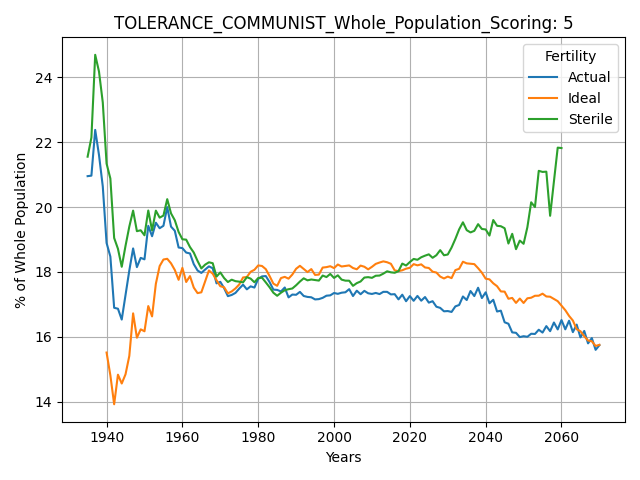 TOLERANCE_COMMUNIST_Whole_Population_Scoring: 5
Fertility
Actual
Ideal
Sterile
% of Whole Population
24
22
20
18
16
14
1940 1960 1980 2000 2020 2040 2060
Years